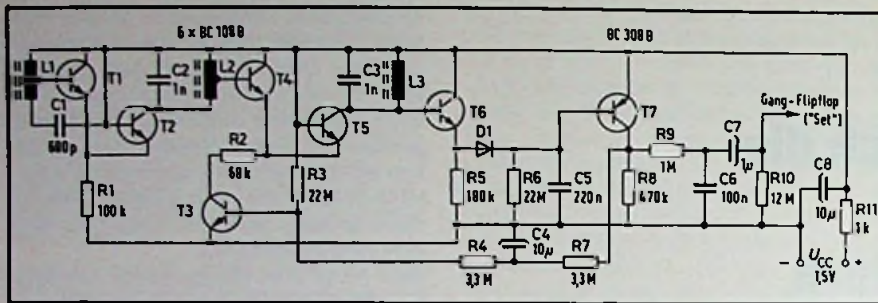 6 x BC 108B
BC 308 B
L1
T1
C2
1n
L2
T4
C3
1n
L3
C1
680p
T2
T5
T6
T7
D1
R9
1M
C7
1µ
Gang-Flipflop
("Set")
R2
68k
R3
22M
R1
100k
T3
R5
180k
R6
22M
C5
220n
R8
470k
C6
100n
R10
12M
C8
10µ
R11
1k
C4
10µ
R4
3,3M
R7
3,3M
– UCC +
1,5V